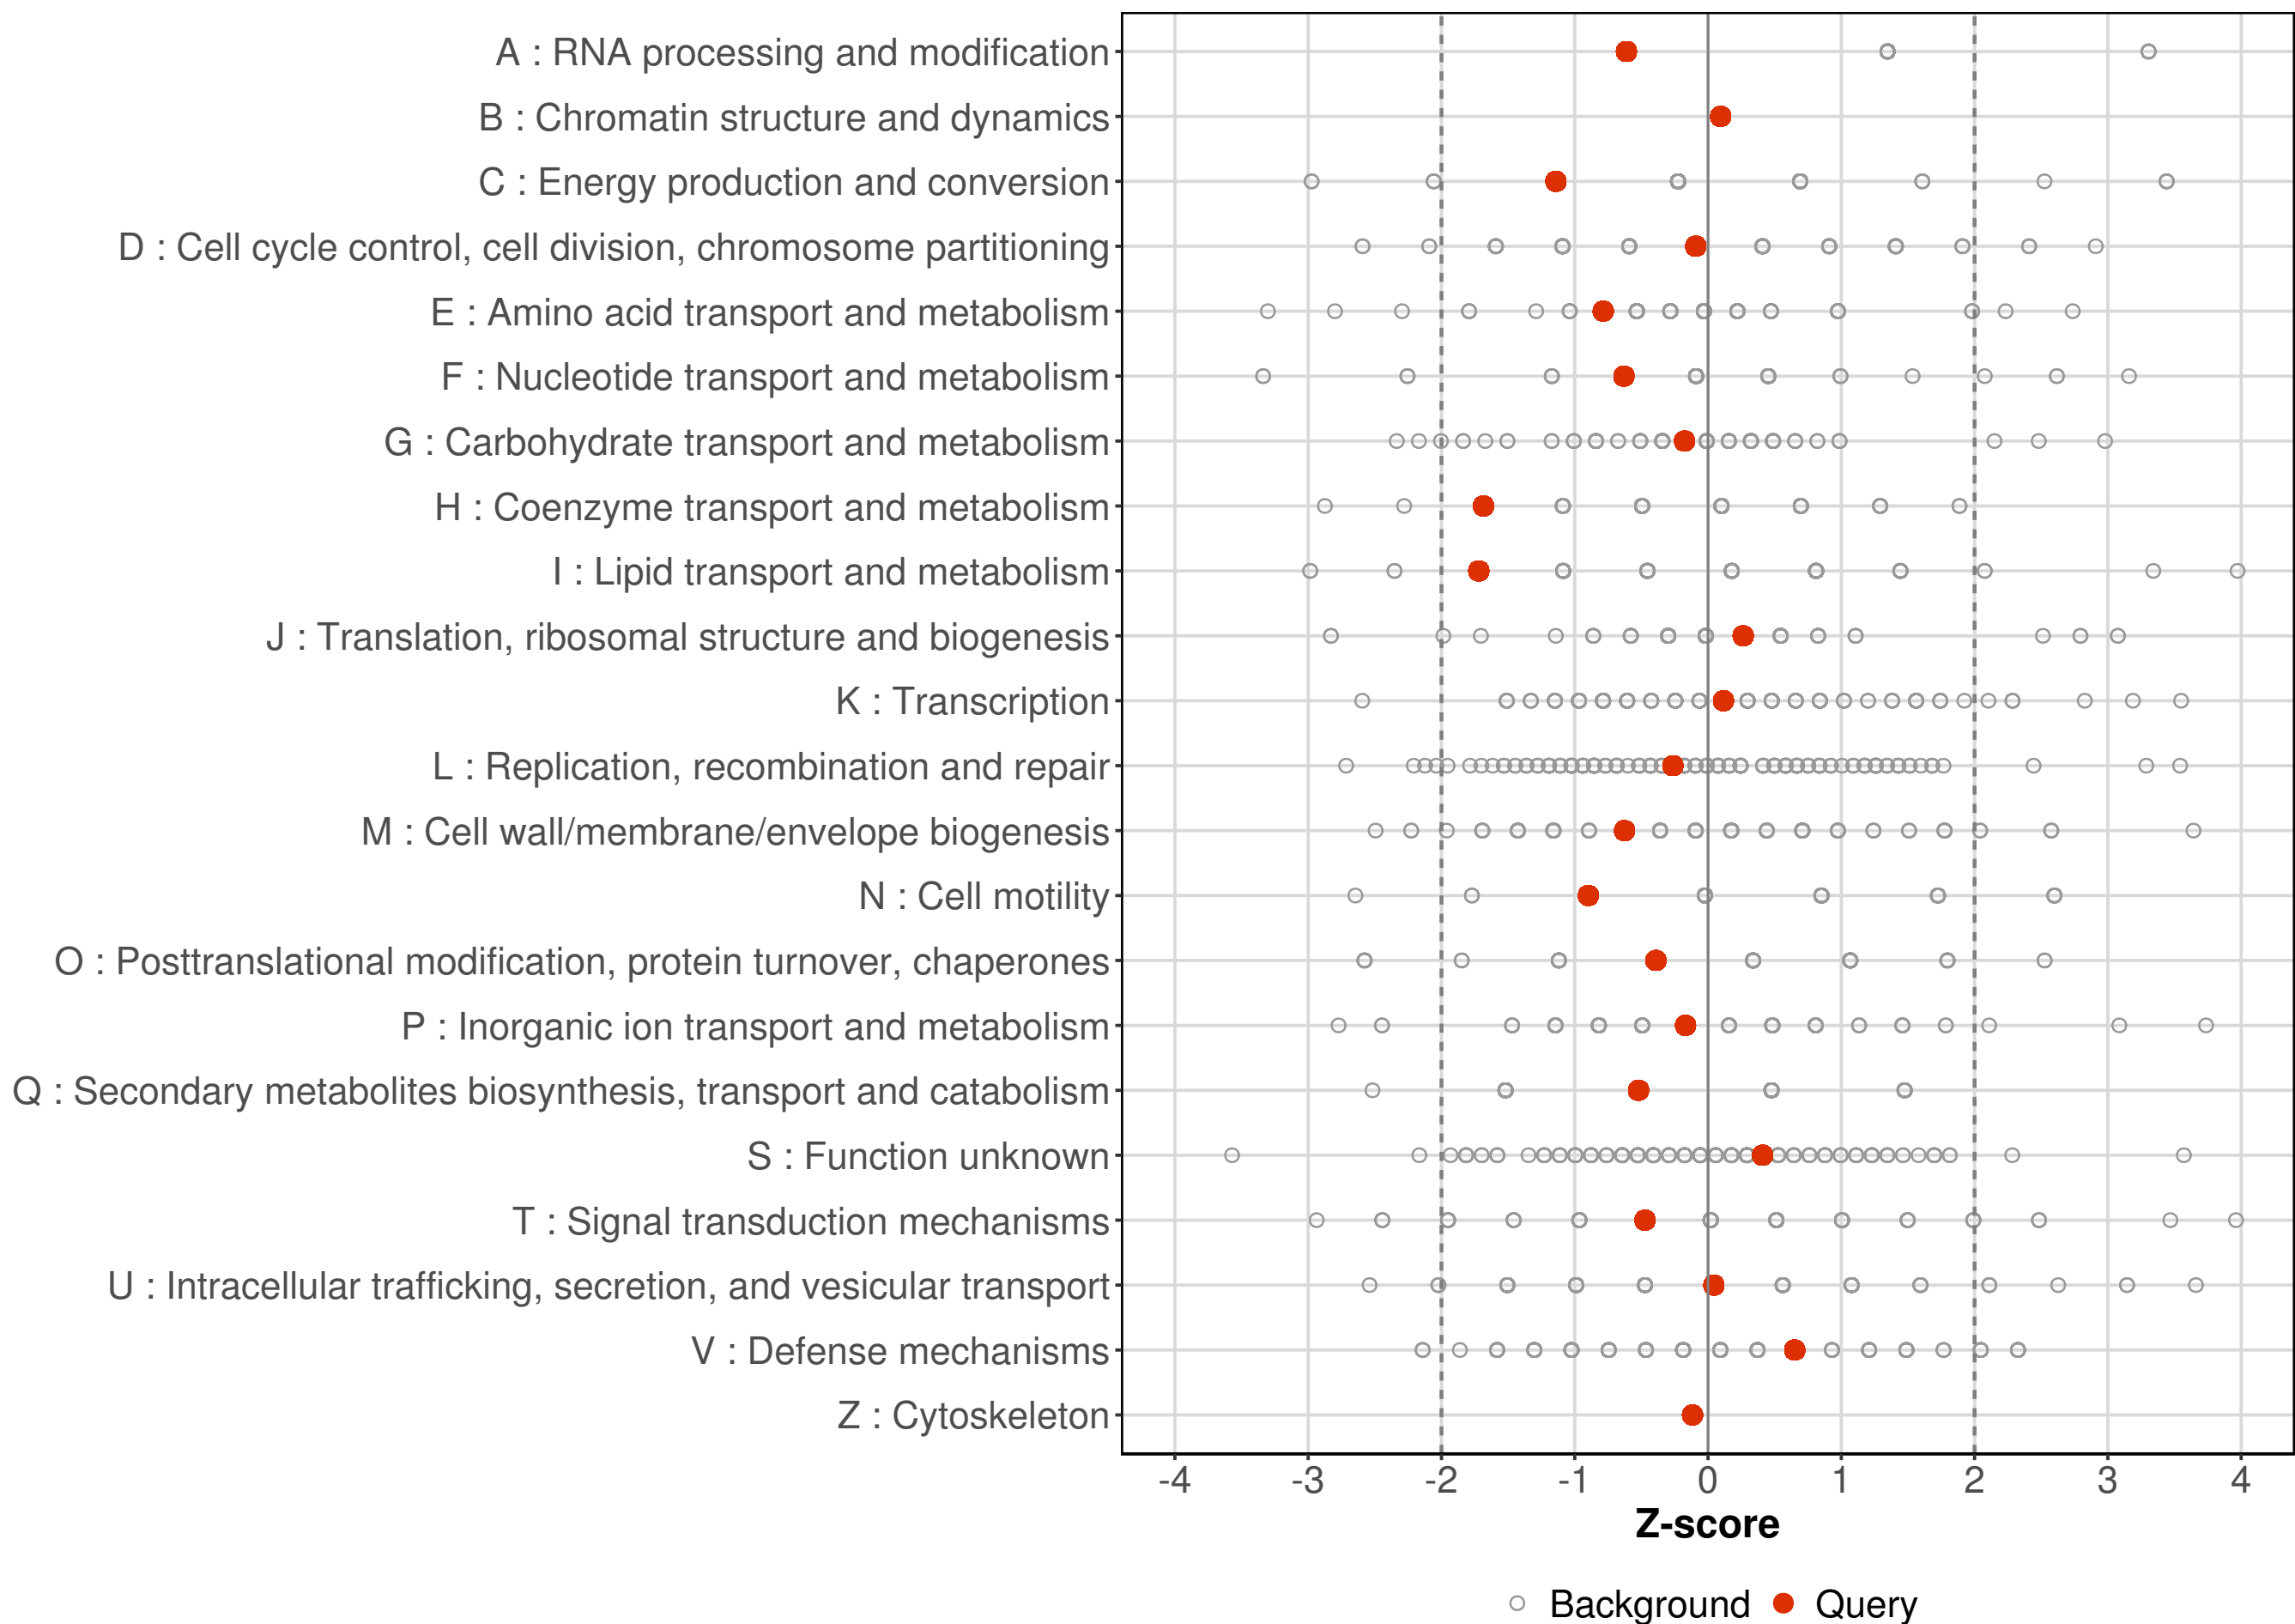 A : RNA processing and modification
B : Chromatin structure and dynamics
C : Energy production and conversion
D : Cell cycle control, cell division, chromosome partitioning
E : Amino acid transport and metabolism
F : Nucleotide transport and metabolism
G : Carbohydrate transport and metabolism
H : Coenzyme transport and metabolism
I : Lipid transport and metabolism
J : Translation, ribosomal structure and biogenesis
K : Transcription
L : Replication, recombination and repair
M : Cell wall/membrane/envelope biogenesis
N : Cell motility
O : Posttranslational modification, protein turnover, chaperones
P : Inorganic ion transport and metabolism
Q : Secondary metabolites biosynthesis, transport and catabolism
S : Function unknown
T : Signal transduction mechanisms
U : Intracellular trafficking, secretion, and vesicular transport
V : Defense mechanisms
Z : Cytoskeleton
-4 -3 -2 -1 0 1 2 3 4
Z-score
Background Query